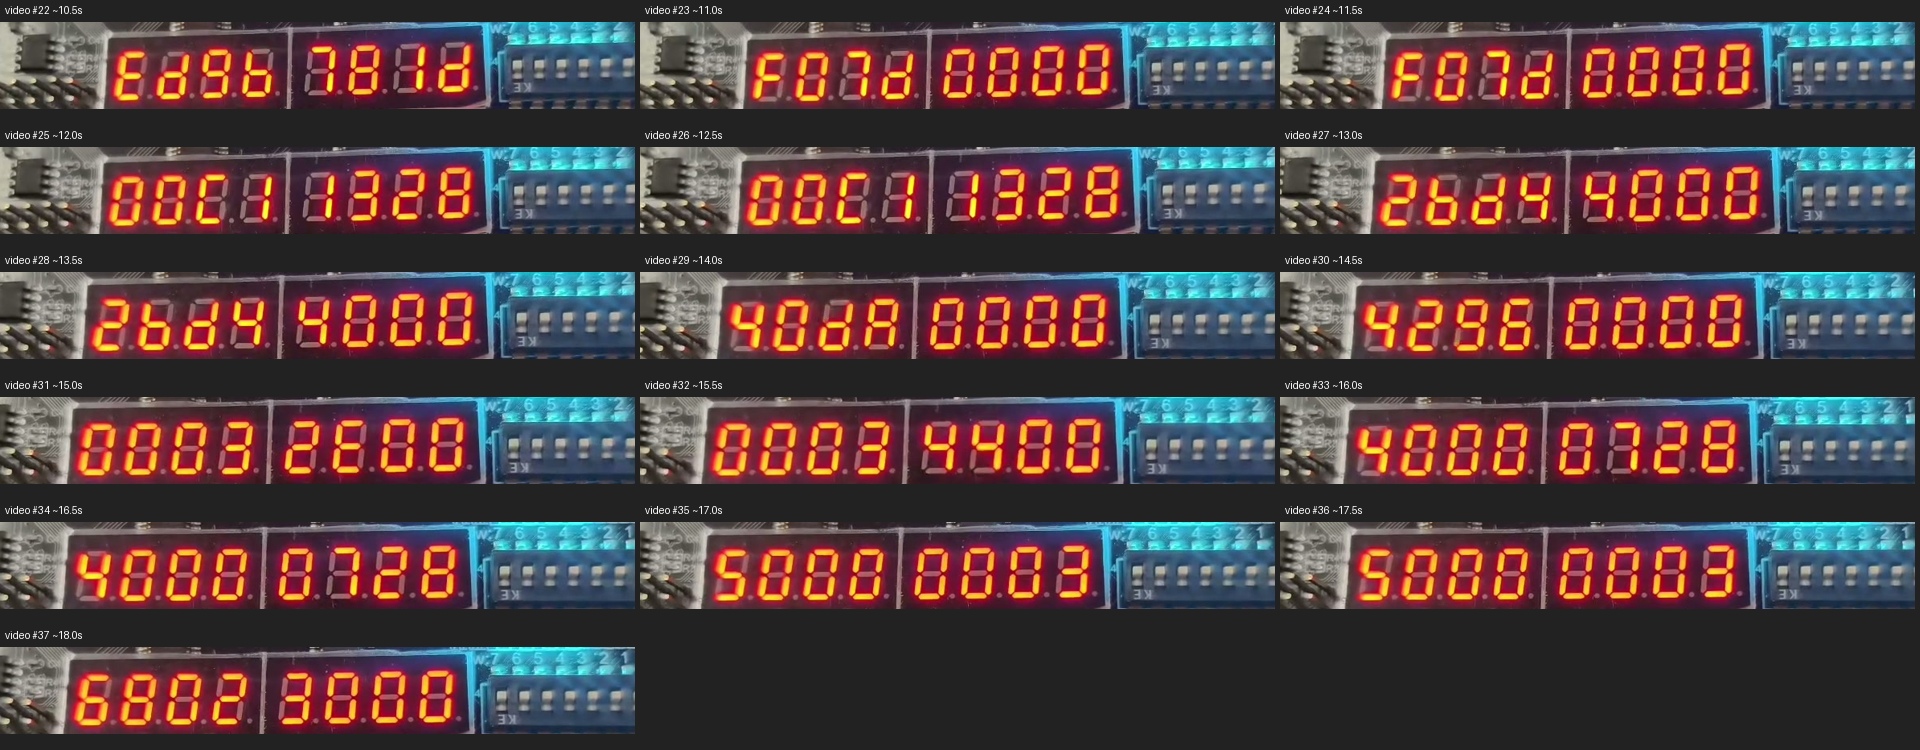 video #22 ~10.5s
Ed9b 781d
video #23 ~11.0s
F07d 0000
video #24 ~11.5s
F07d 0000
video #25 ~12.0s
00C1 1328
video #26 ~12.5s
00C1 1328
video #27 ~13.0s
2bd4 4000
video #28 ~13.5s
2bd4 4000
video #29 ~14.0s
40dA 0000
video #30 ~14.5s
4296 0000
video #31 ~15.0s
0003 2E00
video #32 ~15.5s
0003 4400
video #33 ~16.0s
4000 0728
video #34 ~16.5s
4000 0728
video #35 ~17.0s
5000 0003
video #36 ~17.5s
5000 0003
video #37 ~18.0s
6802 3000